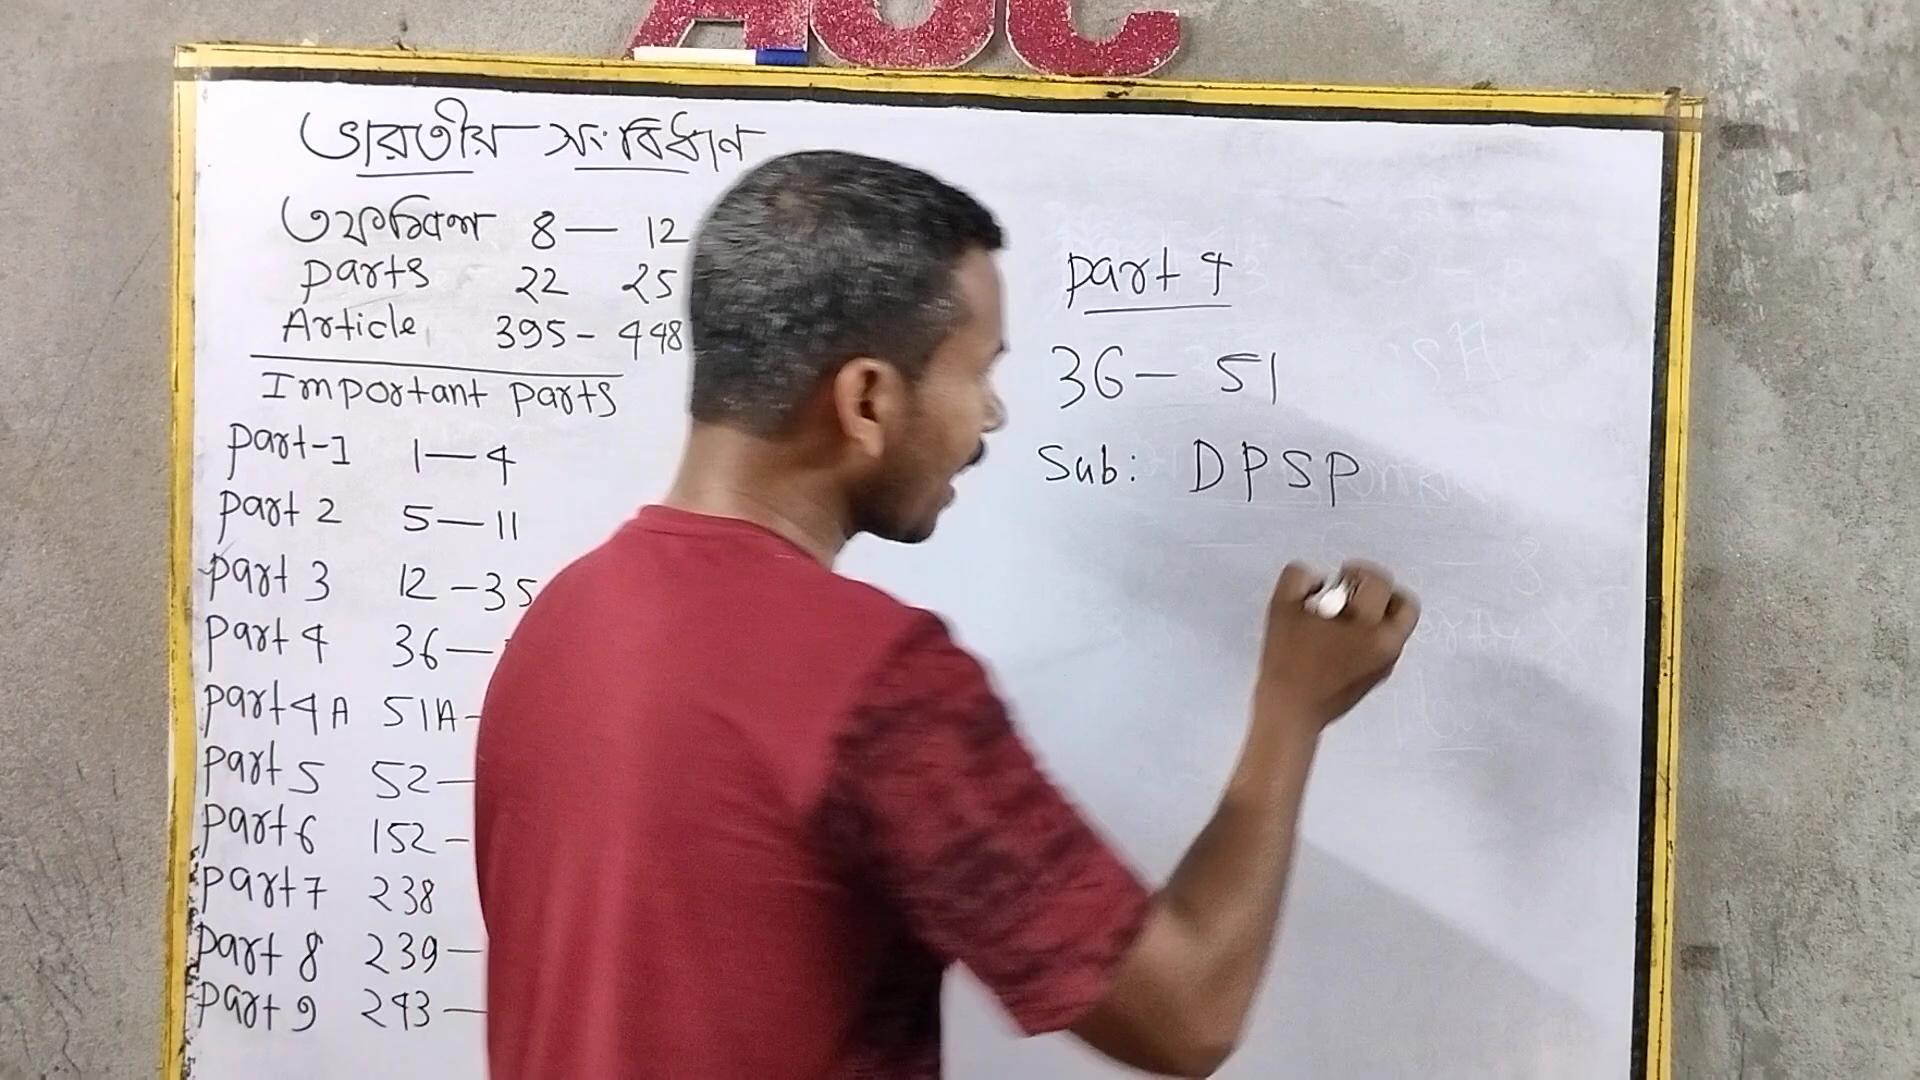 AOC
ভারতীয় সংবিধান
তফসিল 8 — 12
Parts 22 25
Article 395 - 448
Important Parts
Part-1 1 — 4
Part 2 5 — 11
Part 3 12 - 35
Part 4 36 —
Part 4A 51A -
Part 5 52 —
Part 6 152 -
Part 7 238
Part 8 239 —
Part 9 243 —
Part 4
36 - 51
Sub: DPSP